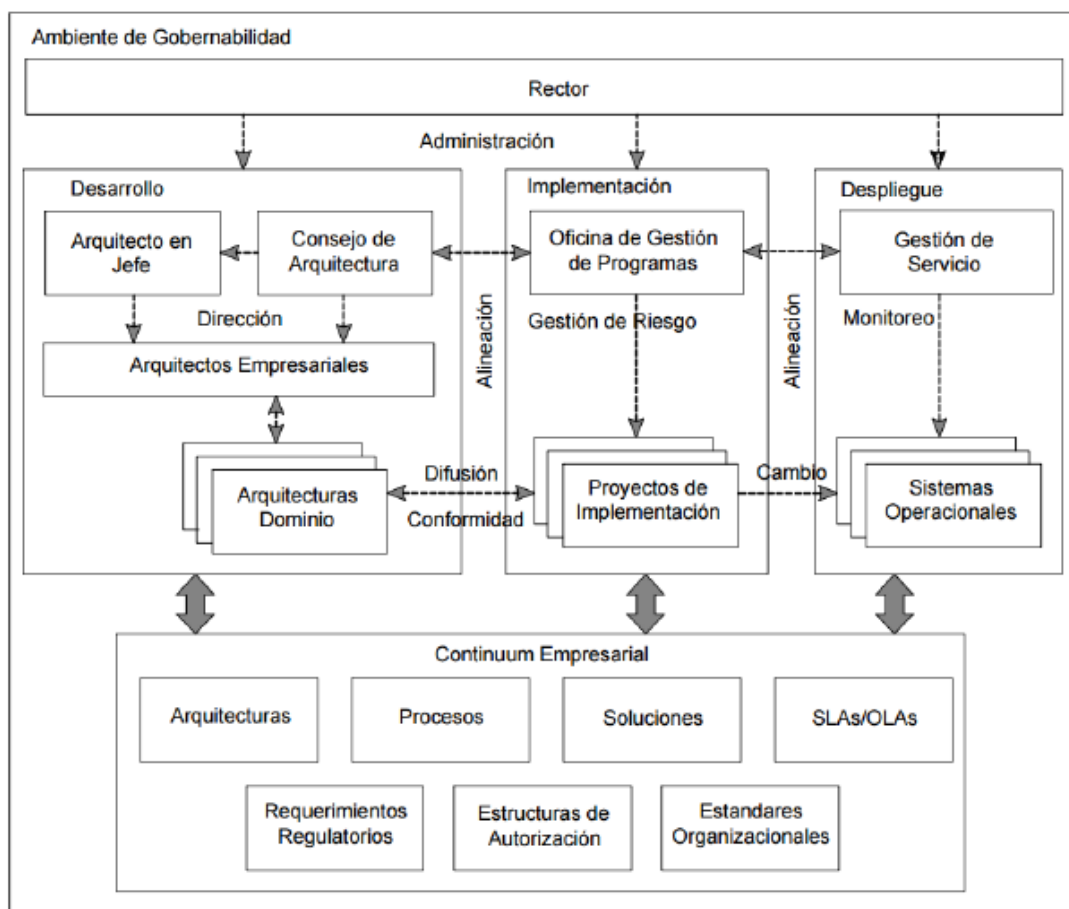 Ambiente de Gobernabilidad
Rector
Administración
Desarrollo
Arquitecto en
Jefe
Consejo de
Arquitectura
Dirección
Arquitectos Empresariales
Arquitecturas
Dominio
Alineación
Difusión
Conformidad
Implementación
Oficina de Gestión
de Programas
Gestión de Riesgo
Proyectos de
Implementación
Alineación
Cambio
Despliegue
Gestión de
Servicio
Monitoreo
Sistemas
Operacionales
Continuum Empresarial
Arquitecturas
Procesos
Soluciones
SLAs/OLAs
Requerimientos
Regulatorios
Estructuras de
Autorización
Estandares
Organizacionales